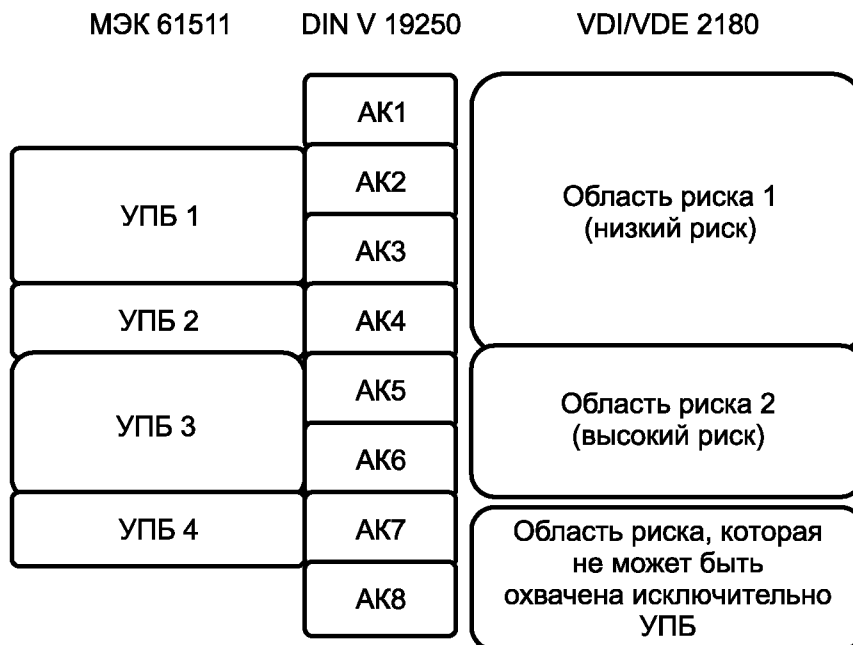 МЭК 61511
DIN V 19250
VDI/VDE 2180
УПБ 1
УПБ 2
УПБ 3
УПБ 4
АК1
АК2
АК3
АК4
АК5
АК6
АК7
АК8
Область риска 1
(низкий риск)
Область риска 2
(высокий риск)
Область риска, которая
не может быть
охвачена исключительно
УПБ